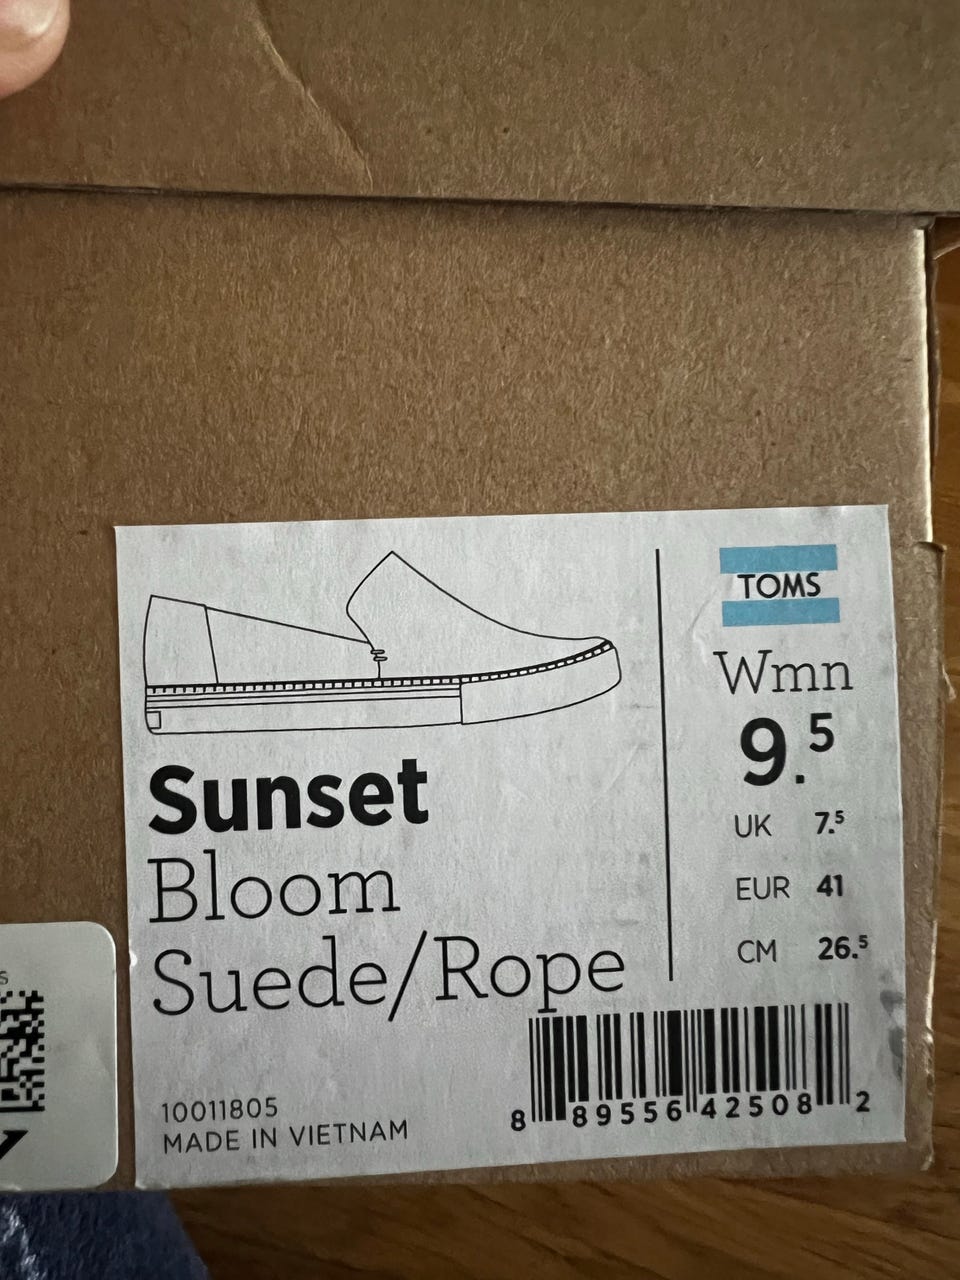 Sunset
Bloom
Suede/Rope
10011805
MADE IN VIETNAM
TOMS
Wmn
9.5
UK 7.5
EUR 41
CM 26.5
8 89556 42508 2
S